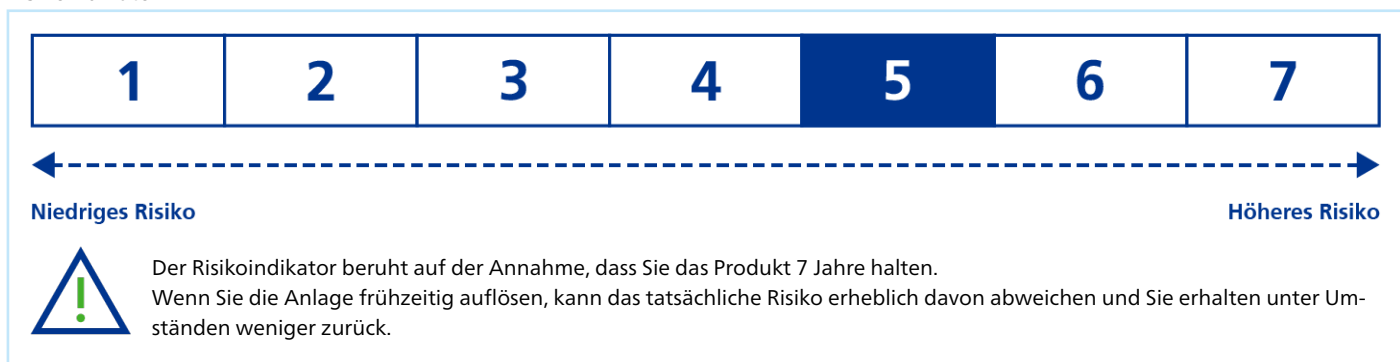 1 2 3 4 5 6 7
Niedriges Risiko Höheres Risiko
Der Risikoindikator beruht auf der Annahme, dass Sie das Produkt 7 Jahre halten.
Wenn Sie die Anlage frühzeitig auflösen, kann das tatsächliche Risiko erheblich davon abweichen und Sie erhalten unter Um-
ständen weniger zurück.